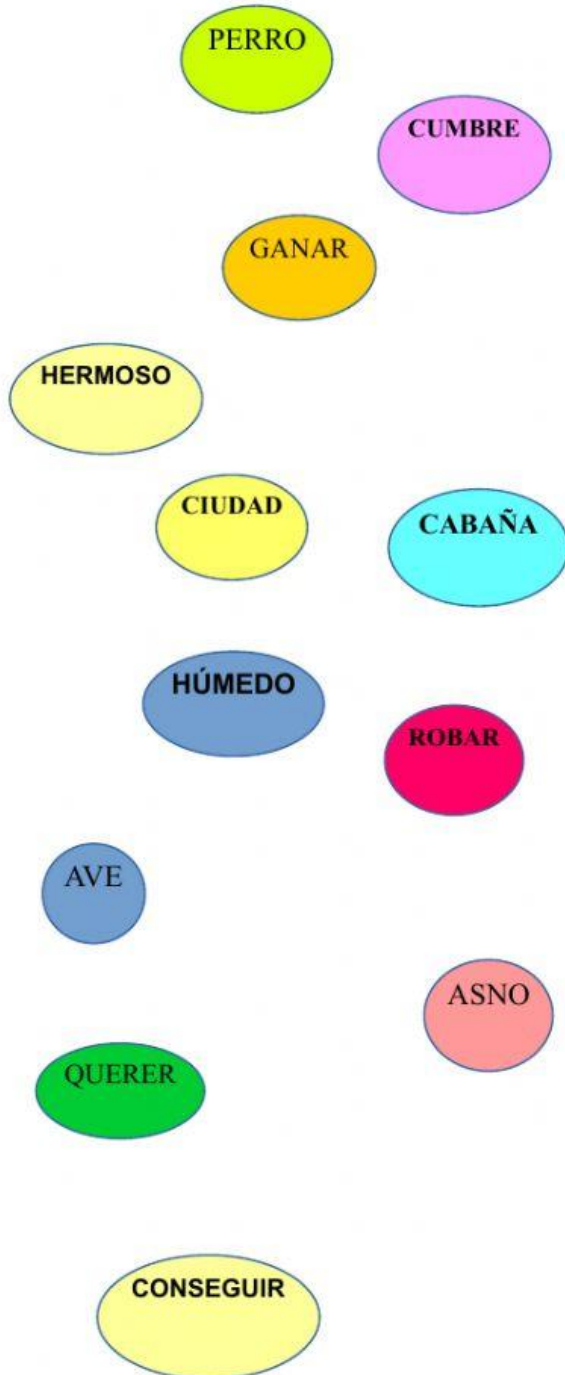 PERRO
CUMBRE
GANAR
HERMOSO
CIUDAD
CABAÑA
HÚMEDO
ROBAR
AVE
ASNO
QUERER
CONSEGUIR